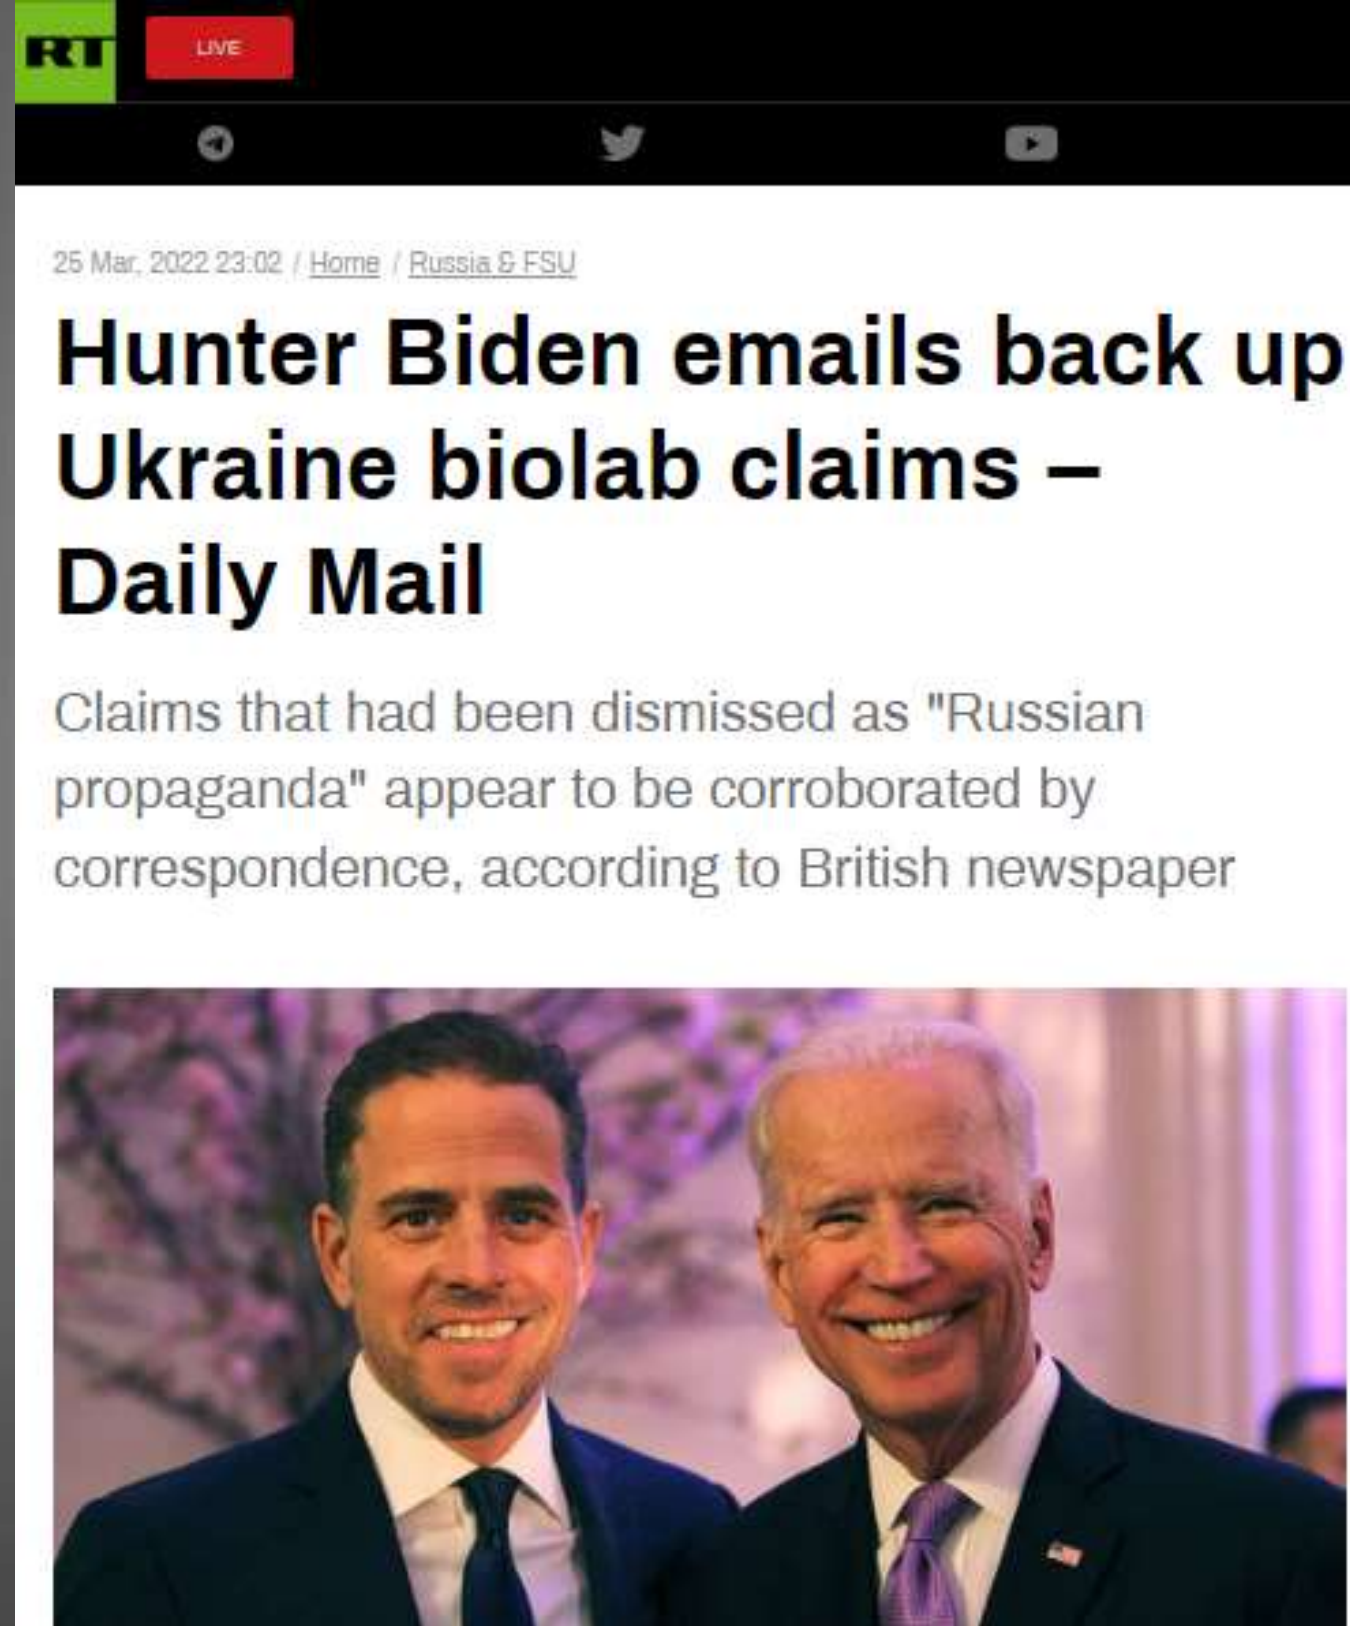 RT
LIVE
25 Mar, 2022 23:02 / Home / Russia & FSU
Hunter Biden emails back up
Ukraine biolab claims –
Daily Mail
Claims that had been dismissed as "Russian
propaganda" appear to be corroborated by
correspondence, according to British newspaper